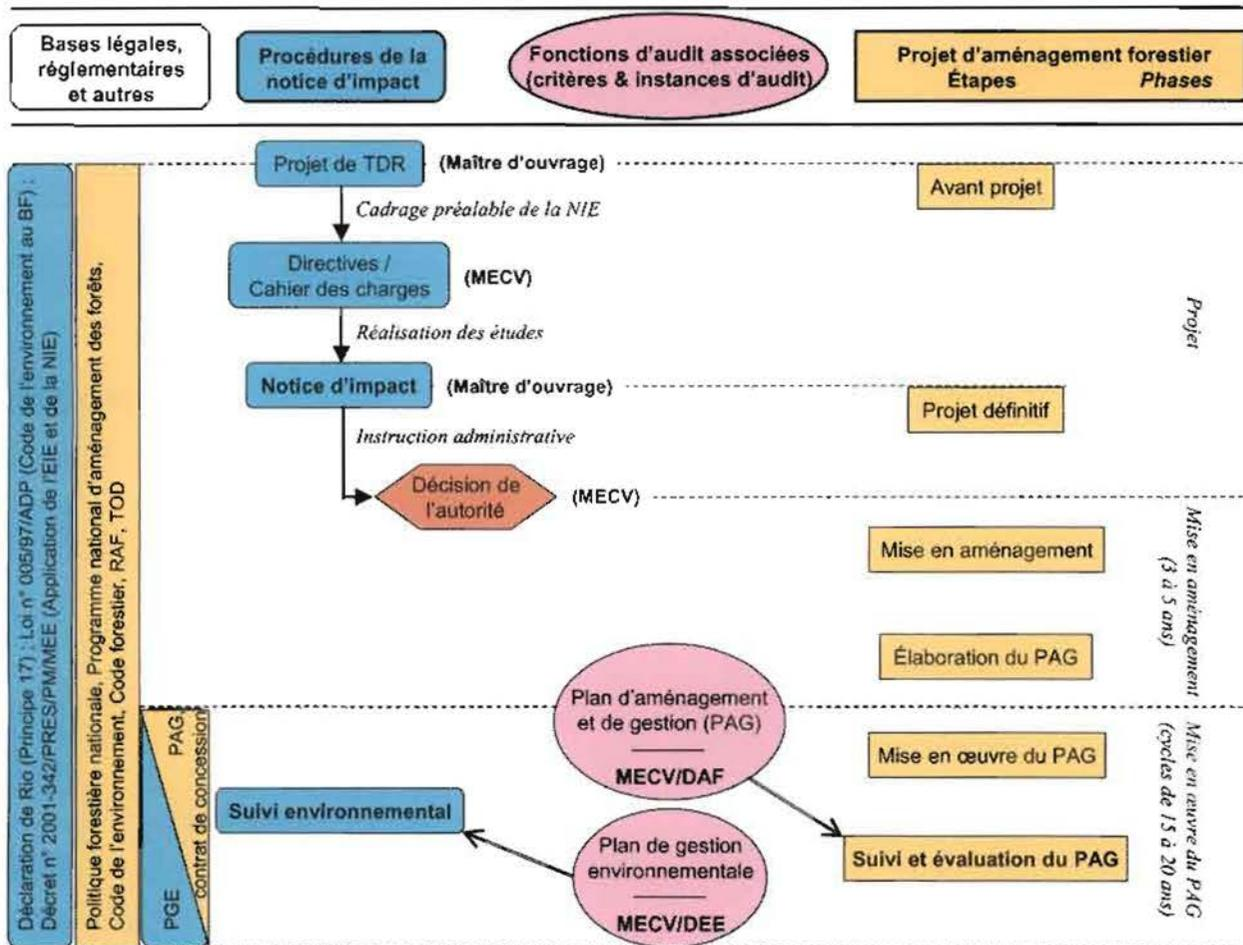 Bases légales,
réglementaires
et autres
Procédures de la
notice d'impact
Fonctions d'audit associées
(critères & instances d'audit)
Projet d'aménagement forestier
Étapes Phases
Déclaration de Rio (Principe 17) ; Loi n° 005/97/ADP (Code de l'environnement au BF) ;
Décret n° 2001-342/PRES/PM/MEE (Application de l'EIE et de la NIE)
Politique forestière nationale, Programme national d'aménagement des forêts,
Code de l'environnement, Code forestier, RAF, TOD
Projet de TDR (Maître d'ouvrage)
Avant projet
Cadrage préalable de la NIE
Directives /
Cahier des charges
(MECV)
Projet
Réalisation des études
Notice d'impact (Maître d'ouvrage)
Projet définitif
Instruction administrative
Décision de
l'autorité
(MECV)
Mise en aménagement
Mise en aménagement
(3 à 5 ans)
Élaboration du PAG
PAG,
contrat de concession
PGE
Plan d'aménagement
et de gestion (PAG)
MECV/DAF
Mise en œuvre du PAG
Mise en œuvre du PAG
(cycles de 15 à 20 ans)
Suivi environnemental
Plan de gestion
environnementale
MECV/DEE
Suivi et évaluation du PAG